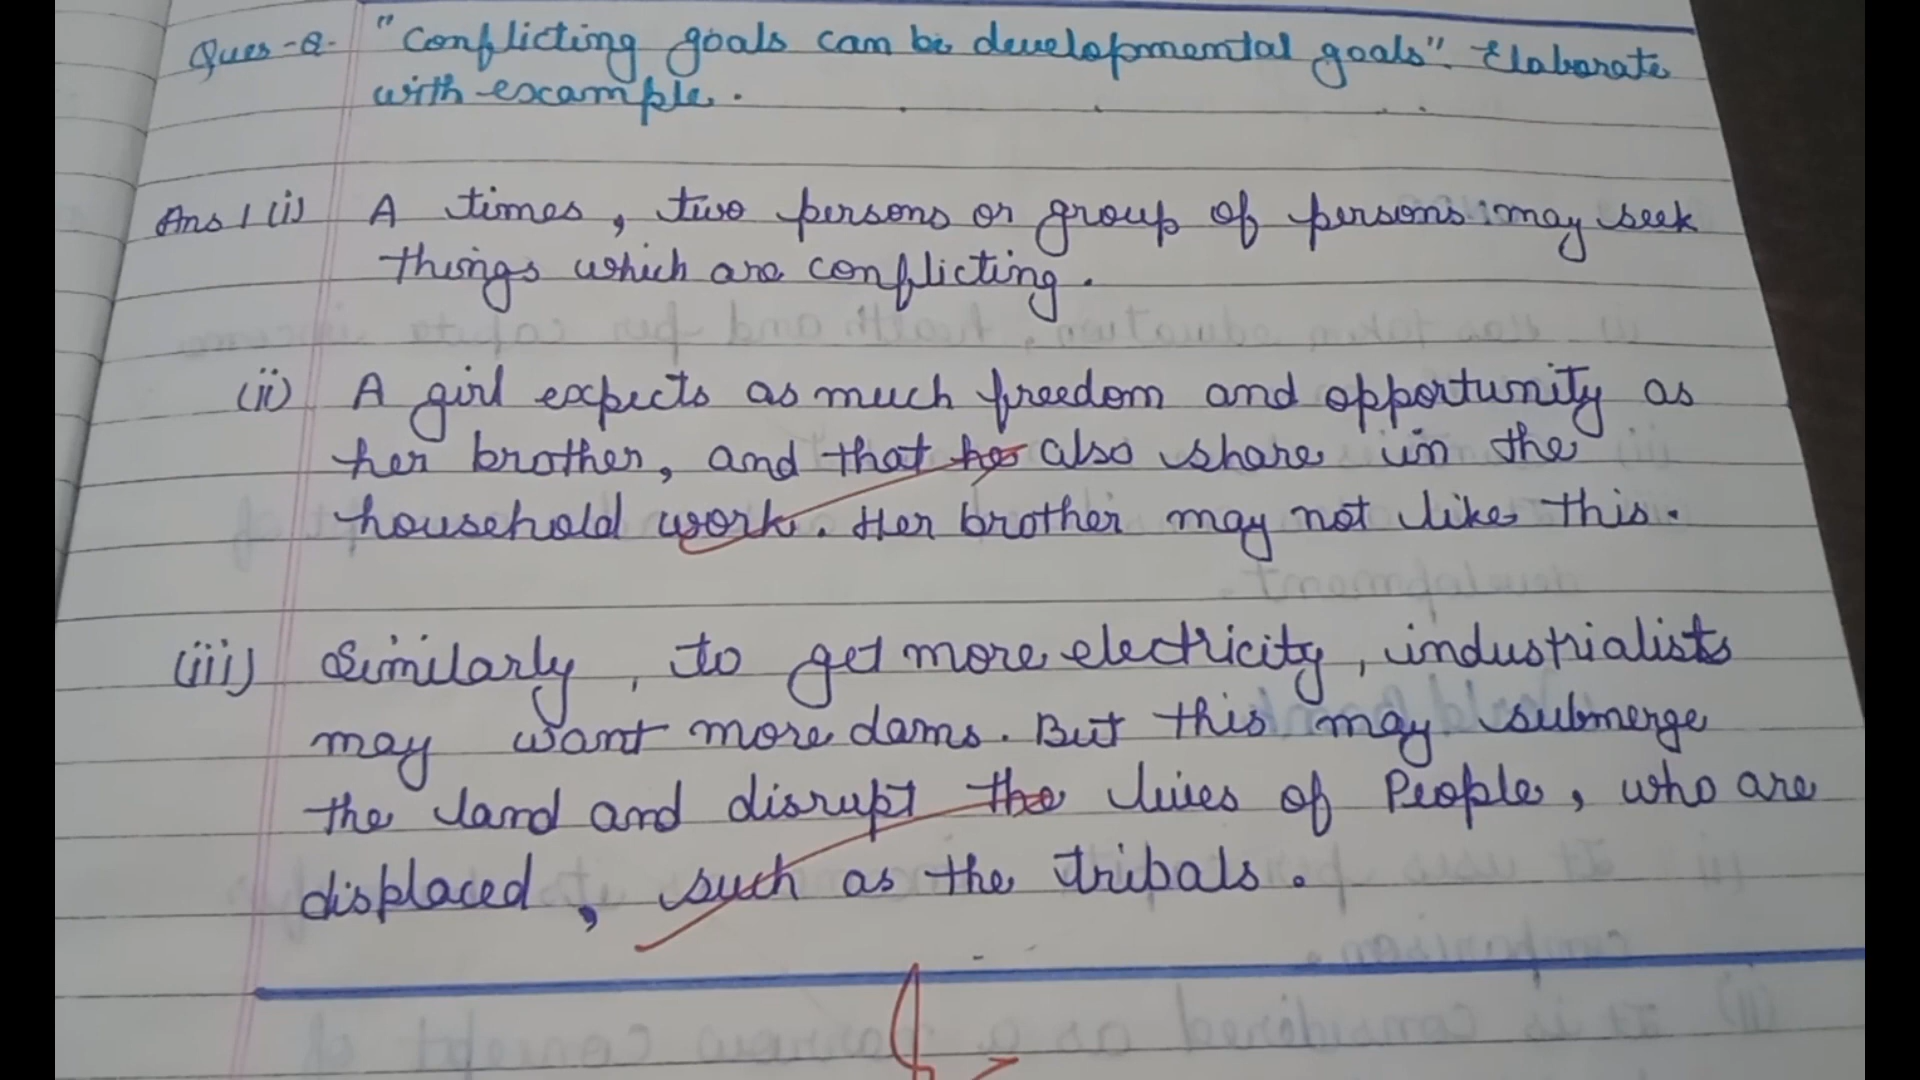 Ques-2. "Conflicting goals can be developmental goals". Elaborate
with example.
Ans 1 (i) A times, two persons or group of persons may seek
things which are conflicting.
(ii) A girl expects as much freedom and opportunity as
her brother, and that he also share in the
household work. Her brother may not like this.
(iii) Similarly, to get more electricity, industrialists
may want more dams. But this may submerge
the land and disrupt the lives of People, who are
displaced, such as the tribals.